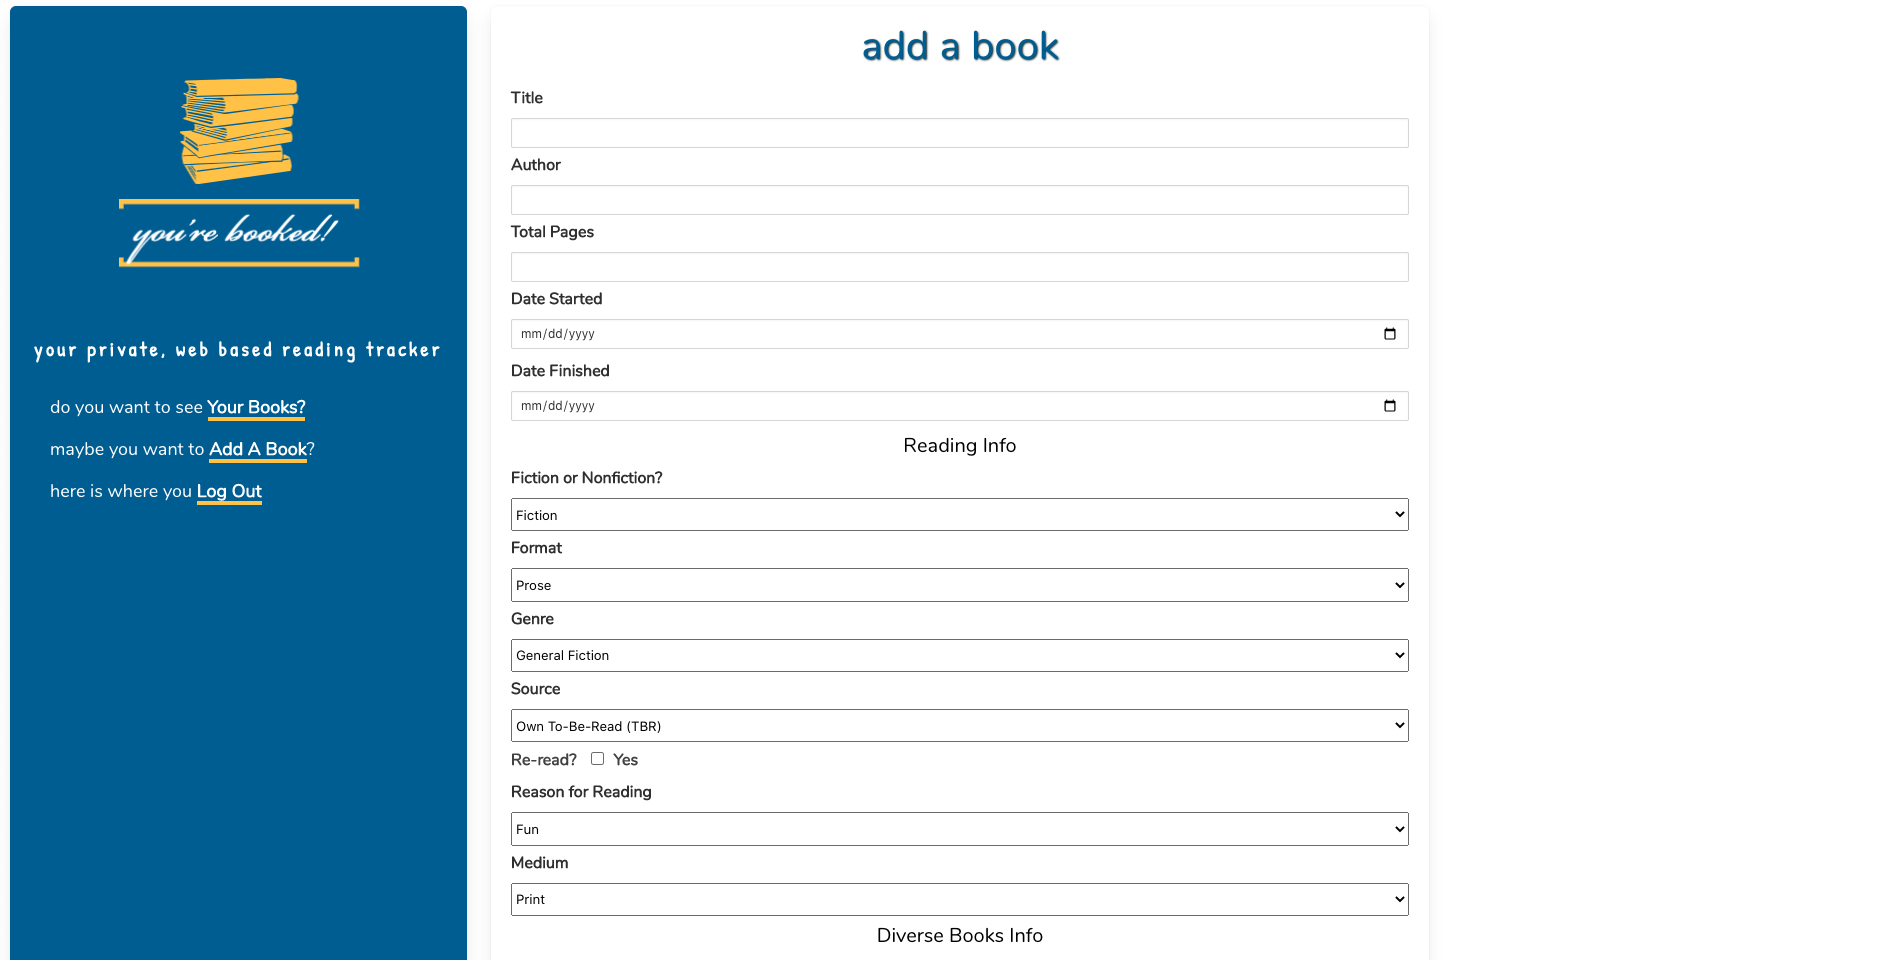 you're booked!
your private, web based reading tracker
do you want to see Your Books?
maybe you want to Add A Book?
here is where you Log Out
add a book
Title
Author
Total Pages
Date Started
mm/dd/yyyy
Date Finished
mm/dd/yyyy
Reading Info
Fiction or Nonfiction?
Fiction
Format
Prose
Genre
General Fiction
Source
Own To-Be-Read (TBR)
Re-read? Yes
Reason for Reading
Fun
Medium
Print
Diverse Books Info